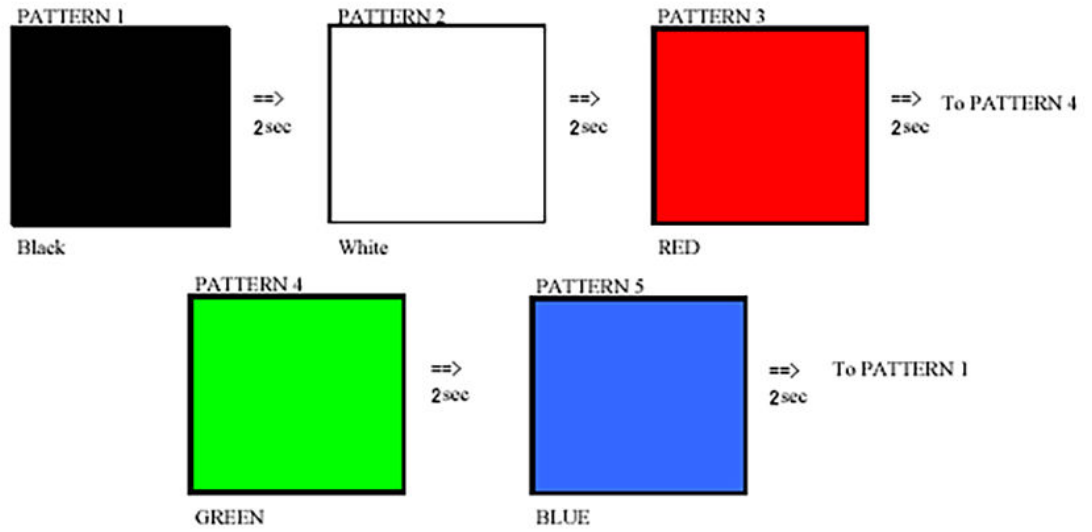 PATTERN 1
PATTERN 2
PATTERN 3
==>
2sec
==>
2sec
==>
2sec
To PATTERN 4
Black
White
RED
PATTERN 4
PATTERN 5
==>
2sec
==>
2sec
To PATTERN 1
GREEN
BLUE